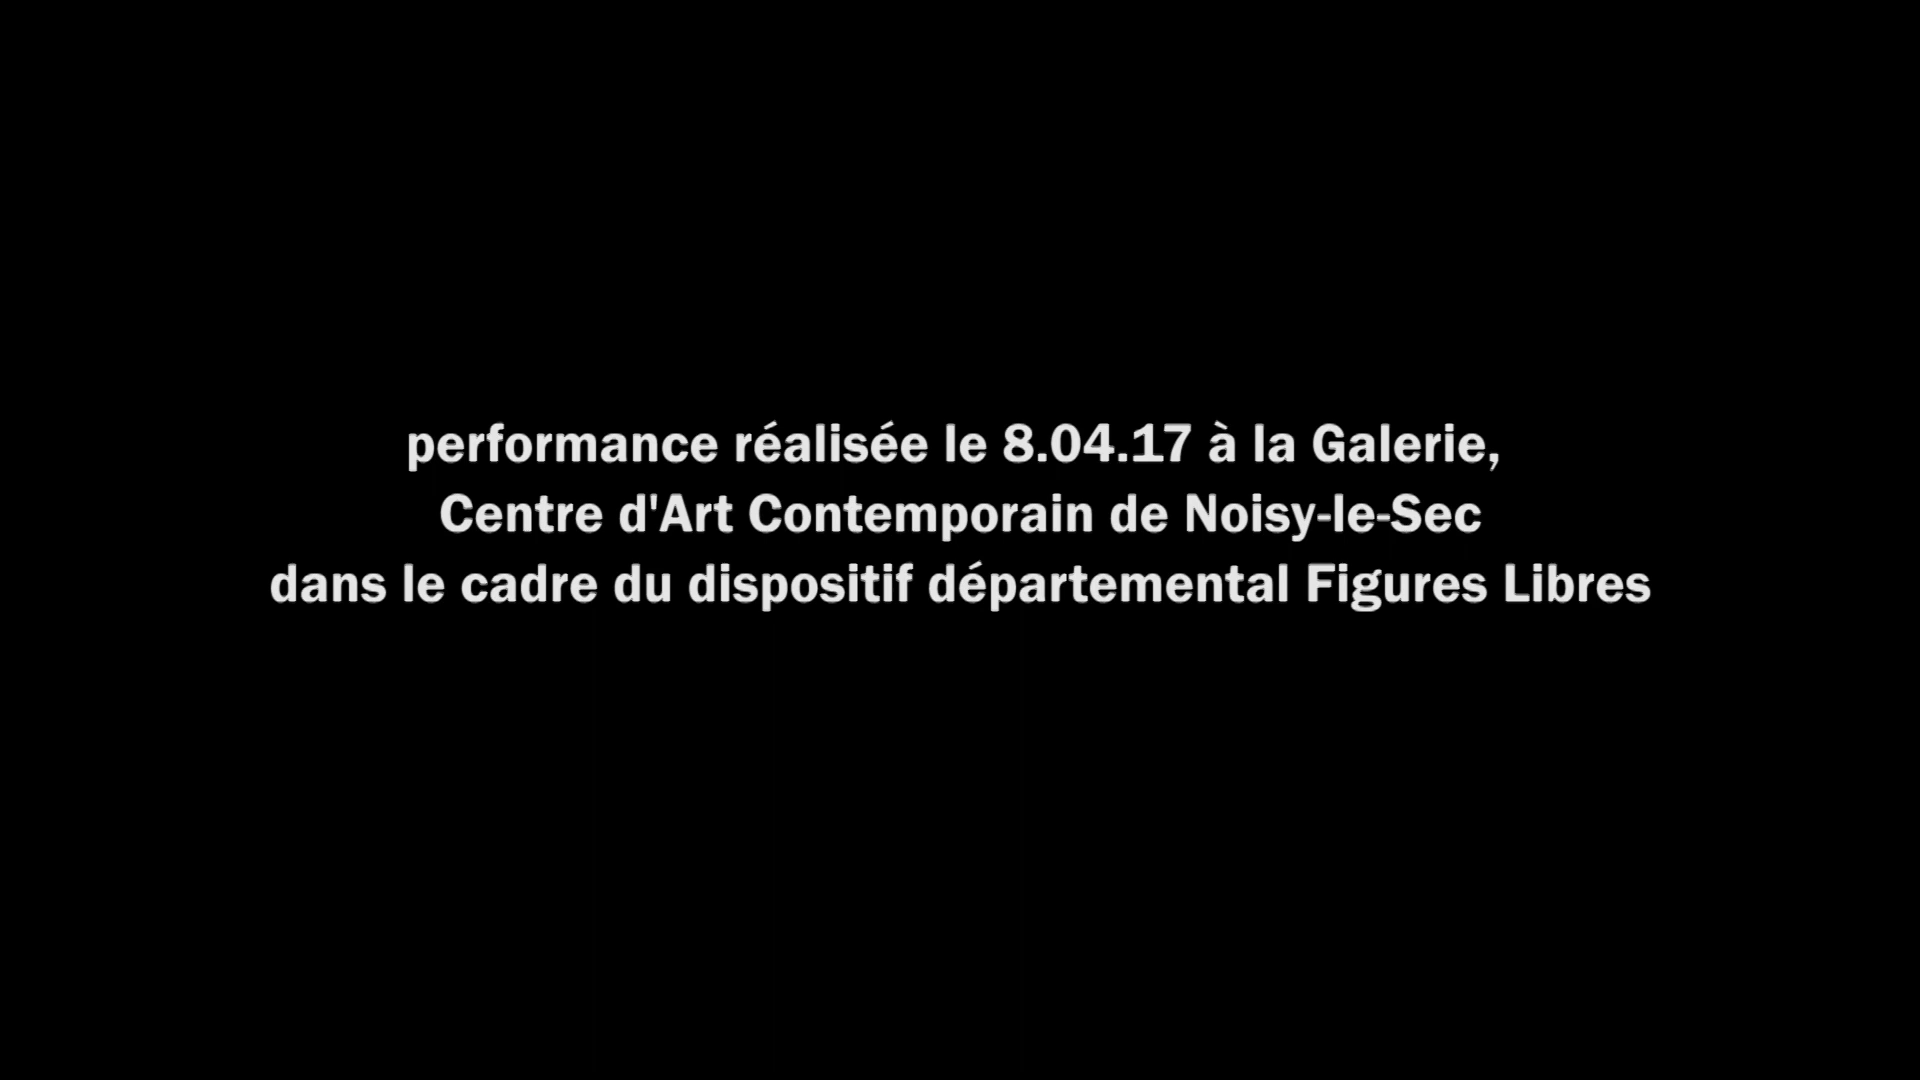 performance réalisée le 8.04.17 à la Galerie,
Centre d'Art Contemporain de Noisy-le-Sec
dans le cadre du dispositif départemental Figures Libres